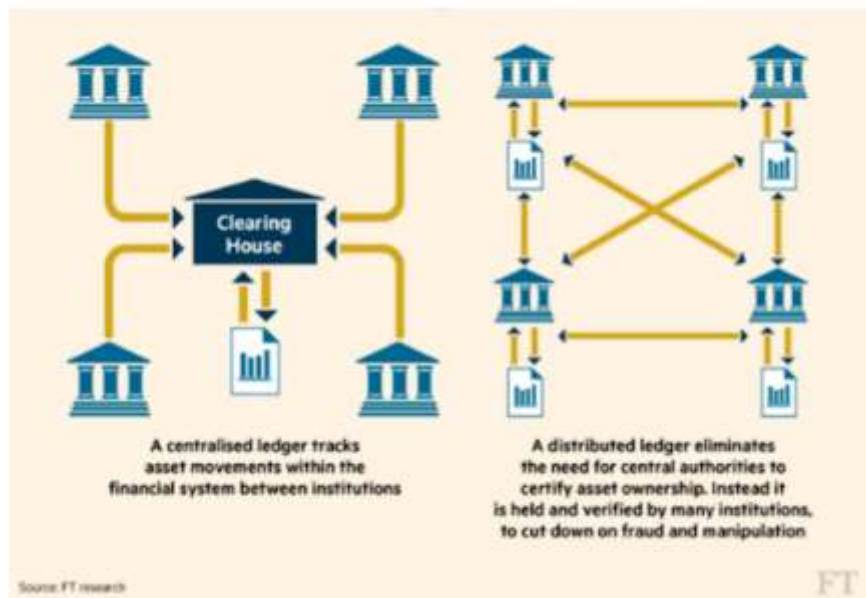 Clearing
House
A centralised ledger tracks
asset movements within the
financial system between institutions
A distributed ledger eliminates
the need for central authorities to
certify asset ownership. Instead it
is held and verified by many institutions,
to cut down on fraud and manipulation
Source: FT research
FT